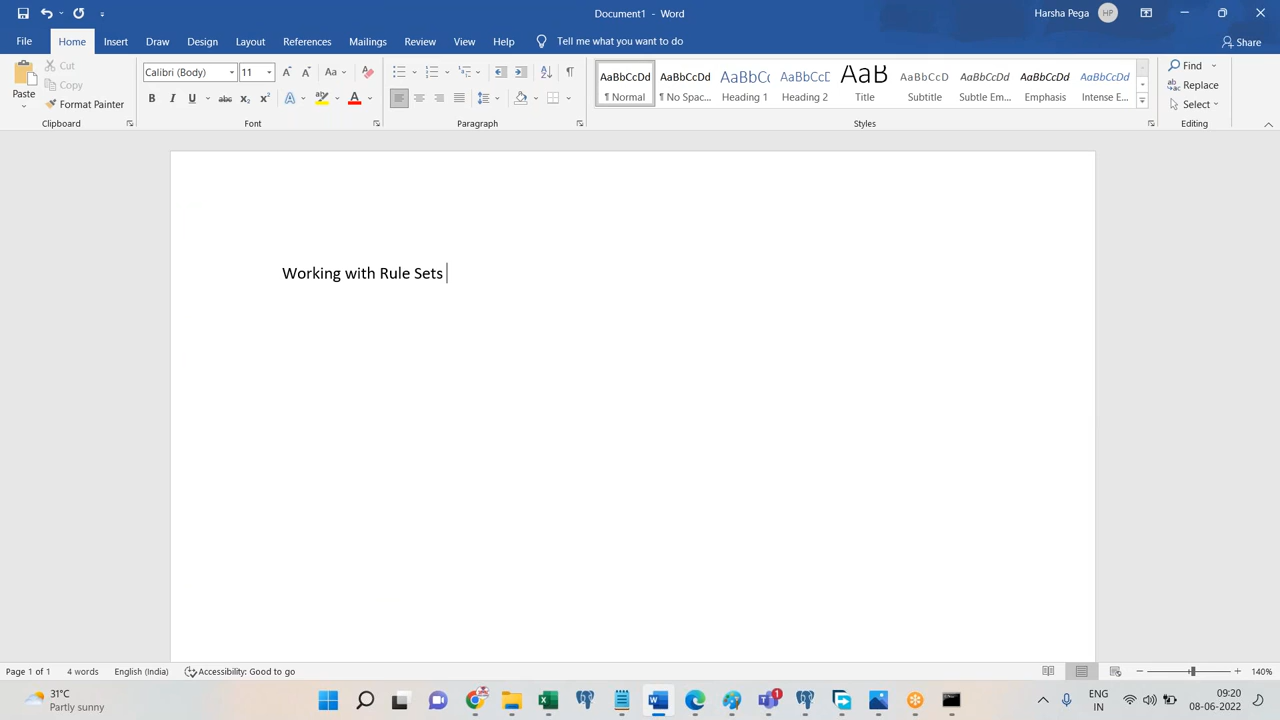 Document1 - Word
Harsha Pega HP
File Home Insert Draw Design Layout References Mailings Review View Help Tell me what you want to do Share
Paste
Cut
Copy
Format Painter
Calibri (Body) 11
AaBbCcDd AaBbCcDd AaBbCc AaBbCcE AaB AaBbCcD AaBbCcDd AaBbCcDd AaBbCcDd
¶ Normal ¶ No Spac... Heading 1 Heading 2 Title Subtitle Subtle Em... Emphasis Intense E...
Find
Replace
Select
Clipboard Font Paragraph Styles Editing
Working with Rule Sets
Page 1 of 1 4 words English (India) Accessibility: Good to go 140%
31°C
Partly sunny
1
ENG
IN
09:20
08-06-2022